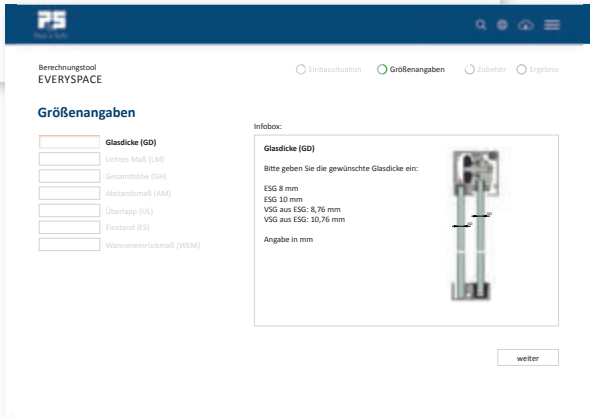 PS
Berechnungstool
EVERYSPACE
Einbausituation
Größenangaben
Zubehör
Ergebnis
Größenangaben
Glasdicke (GD)
Lichtes Maß (LM)
Gesamthöhe (GH)
Abstandsmaß (AM)
Überlapp (ÜL)
Einstand (ES)
Wanneneinrückmaß (WEM)
Infobox:
Glasdicke (GD)
Bitte geben Sie die gewünschte Glasdicke ein:
ESG 8 mm
ESG 10 mm
VSG aus ESG: 8,76 mm
VSG aus ESG: 10,76 mm
Angabe in mm
weiter